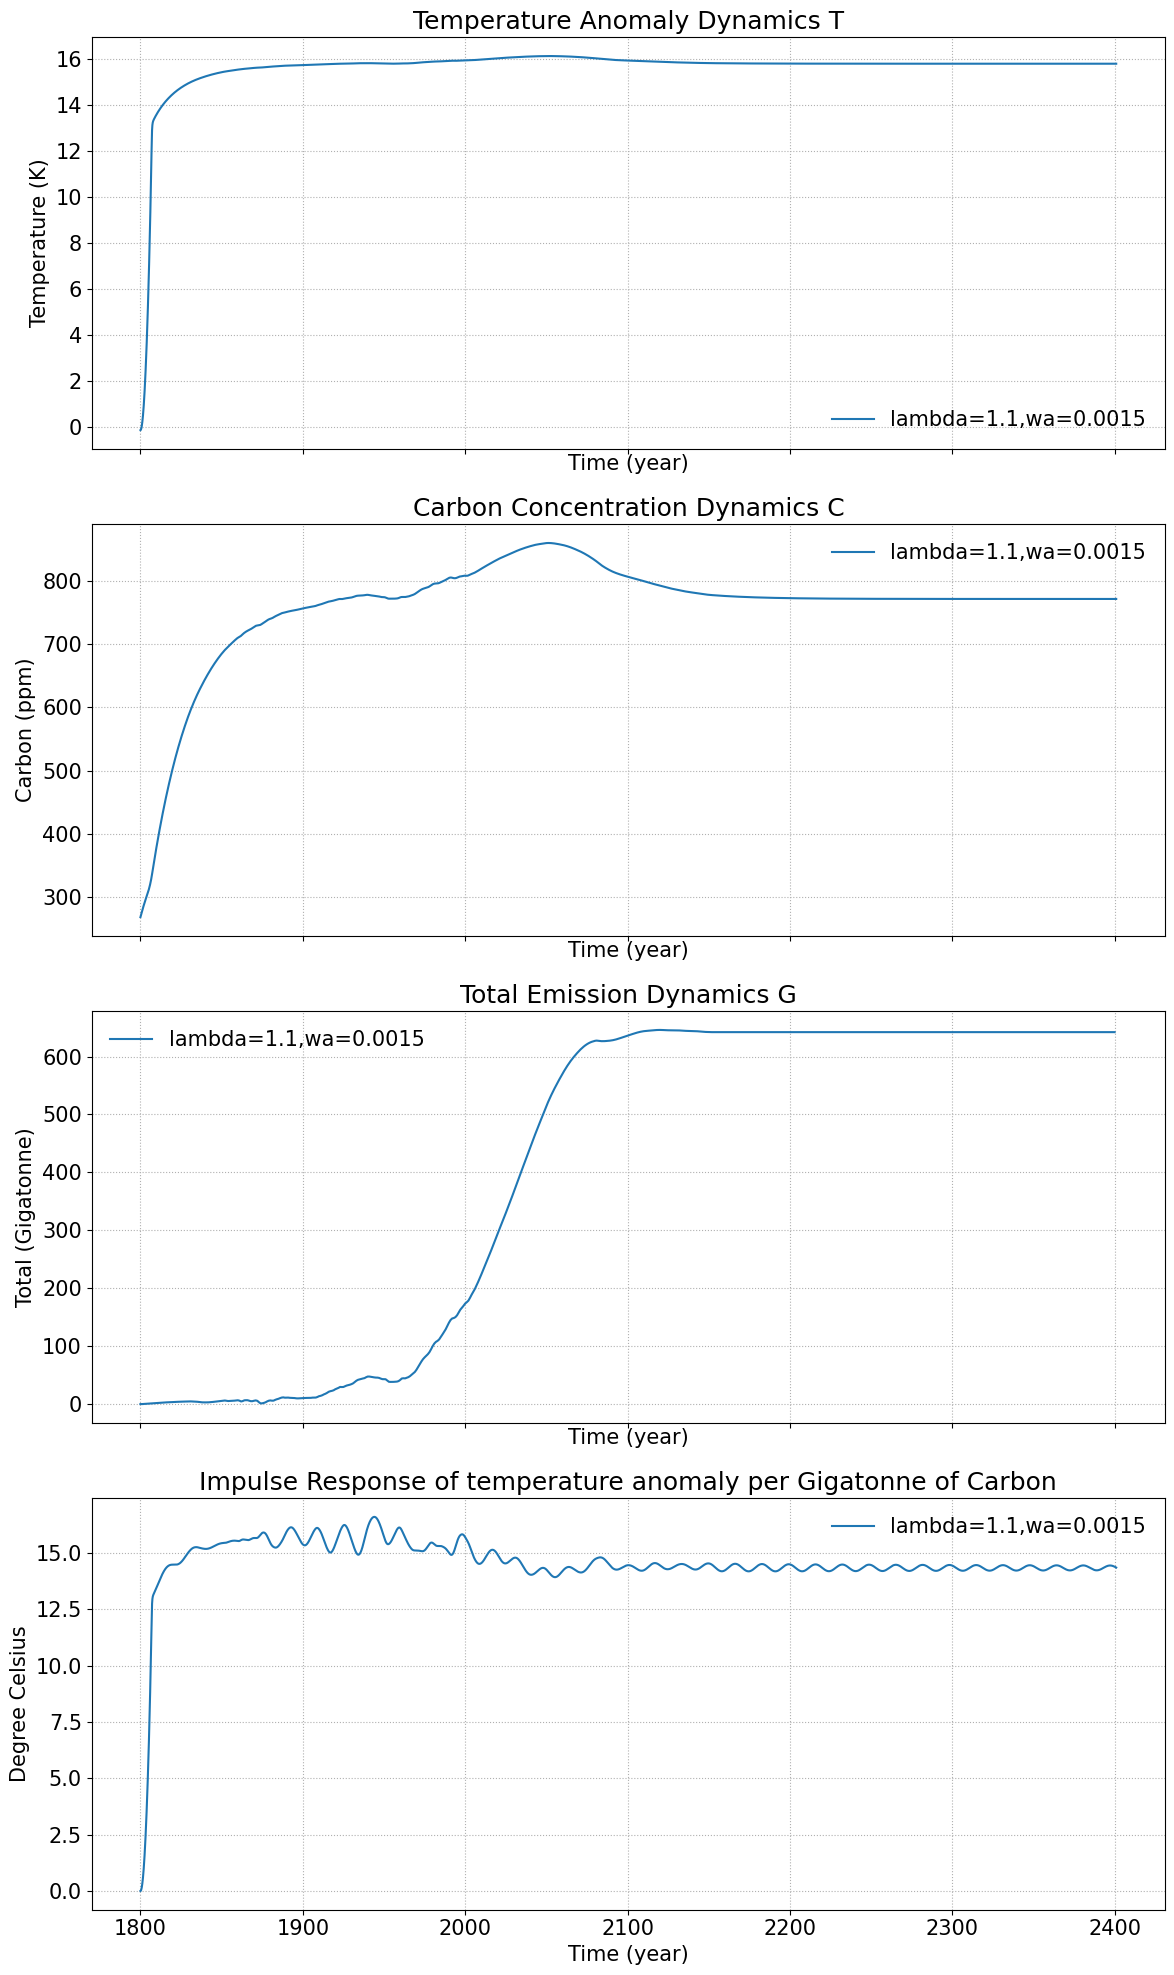 Temperature Anomaly Dynamics T
16
14
12
10
8
6
4
2
0
Temperature (K)
lambda=1.1,wa=0.0015
Time (year)
Carbon Concentration Dynamics C
800
700
600
500
400
300
Carbon (ppm)
lambda=1.1,wa=0.0015
Time (year)
Total Emission Dynamics G
600
500
400
300
200
100
0
Total (Gigatonne)
lambda=1.1,wa=0.0015
Time (year)
Impulse Response of temperature anomaly per Gigatonne of Carbon
15.0
12.5
10.0
7.5
5.0
2.5
0.0
Degree Celsius
lambda=1.1,wa=0.0015
1800 1900 2000 2100 2200 2300 2400
Time (year)